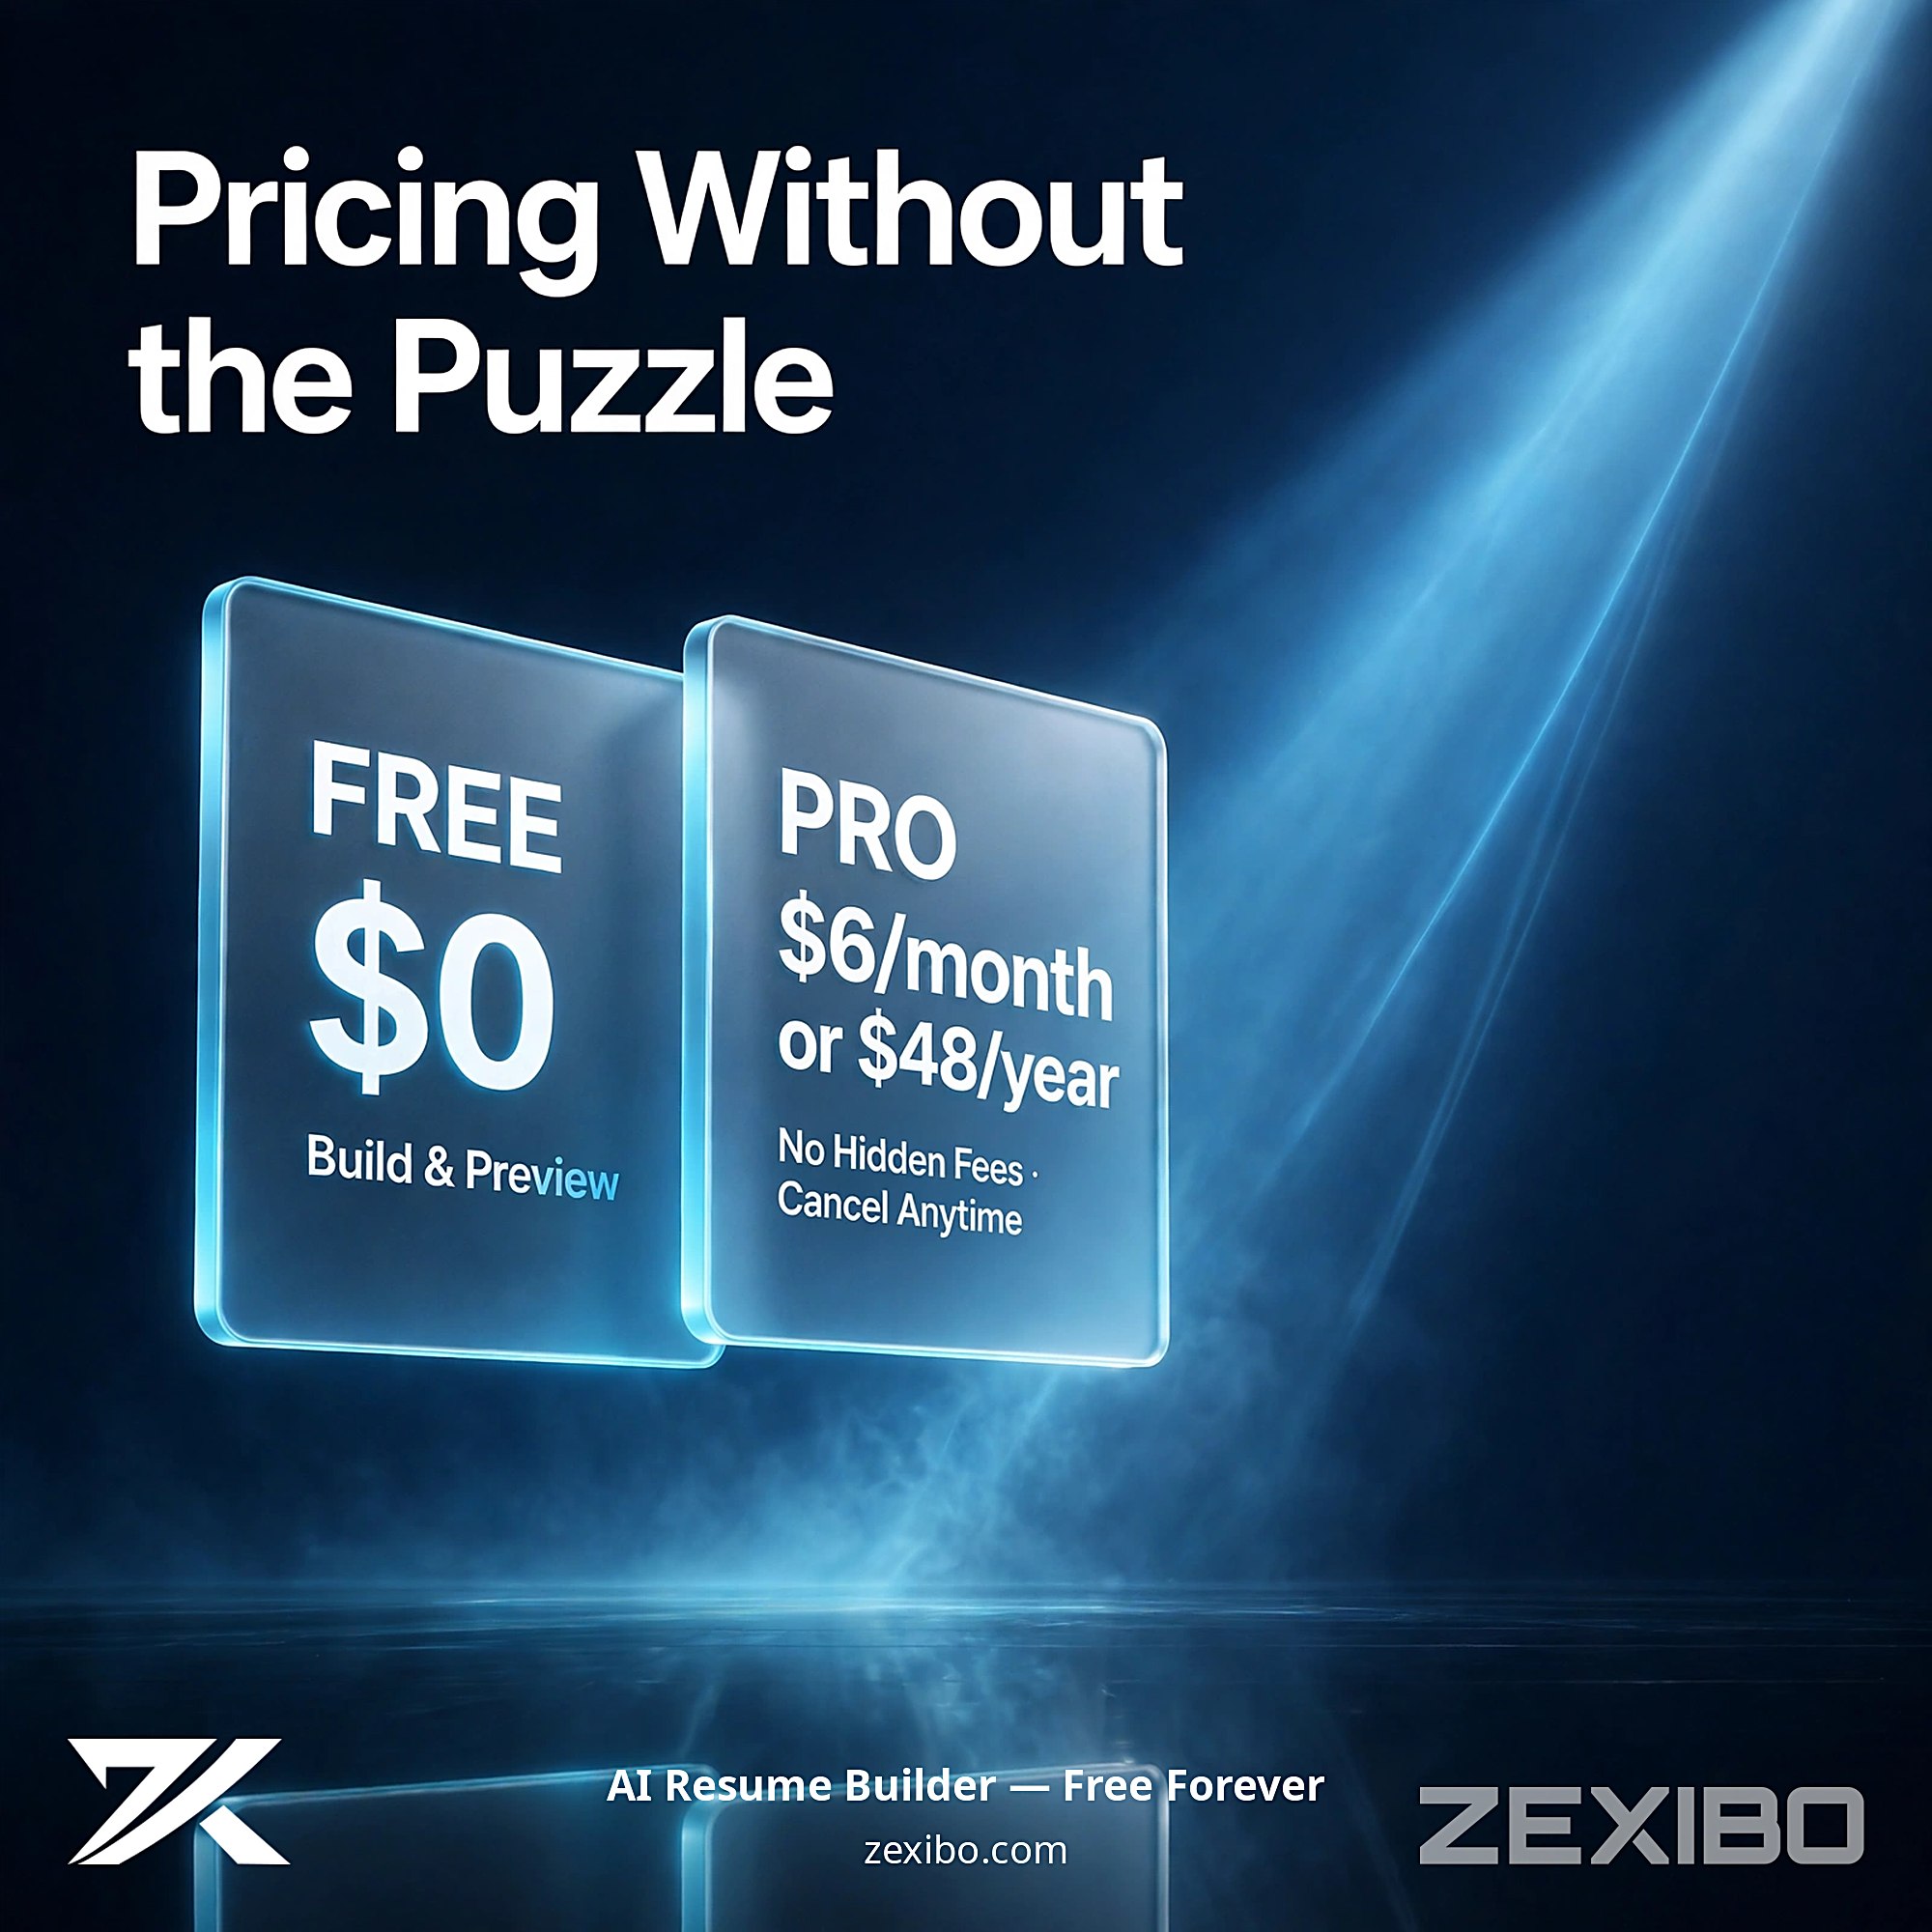 Pricing Without
the Puzzle
FREE
$0
Build & Preview
PRO
$6/month
or $48/year
No Hidden Fees ·
Cancel Anytime
AI Resume Builder — Free Forever
zexibo.com
ZEXIBO